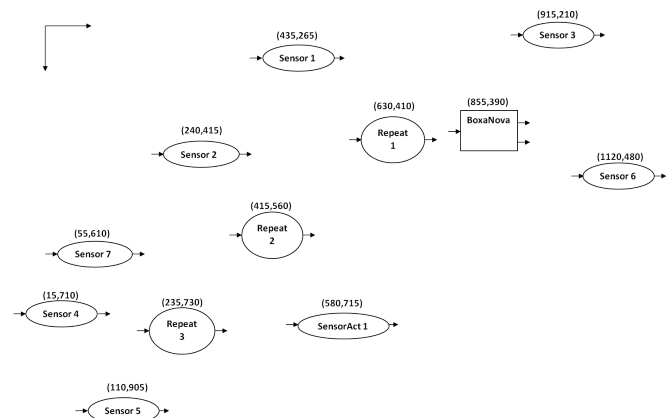 (915,210)
Sensor 3
(435,265)
Sensor 1
(630,410)
Repeat
1
(855,390)
BoxaNova
(240,415)
Sensor 2
(1120,480)
Sensor 6
(415,560)
Repeat
2
(55,610)
Sensor 7
(15,710)
Sensor 4
(235,730)
Repeat
3
(580,715)
SensorAct 1
(110,905)
Sensor 5